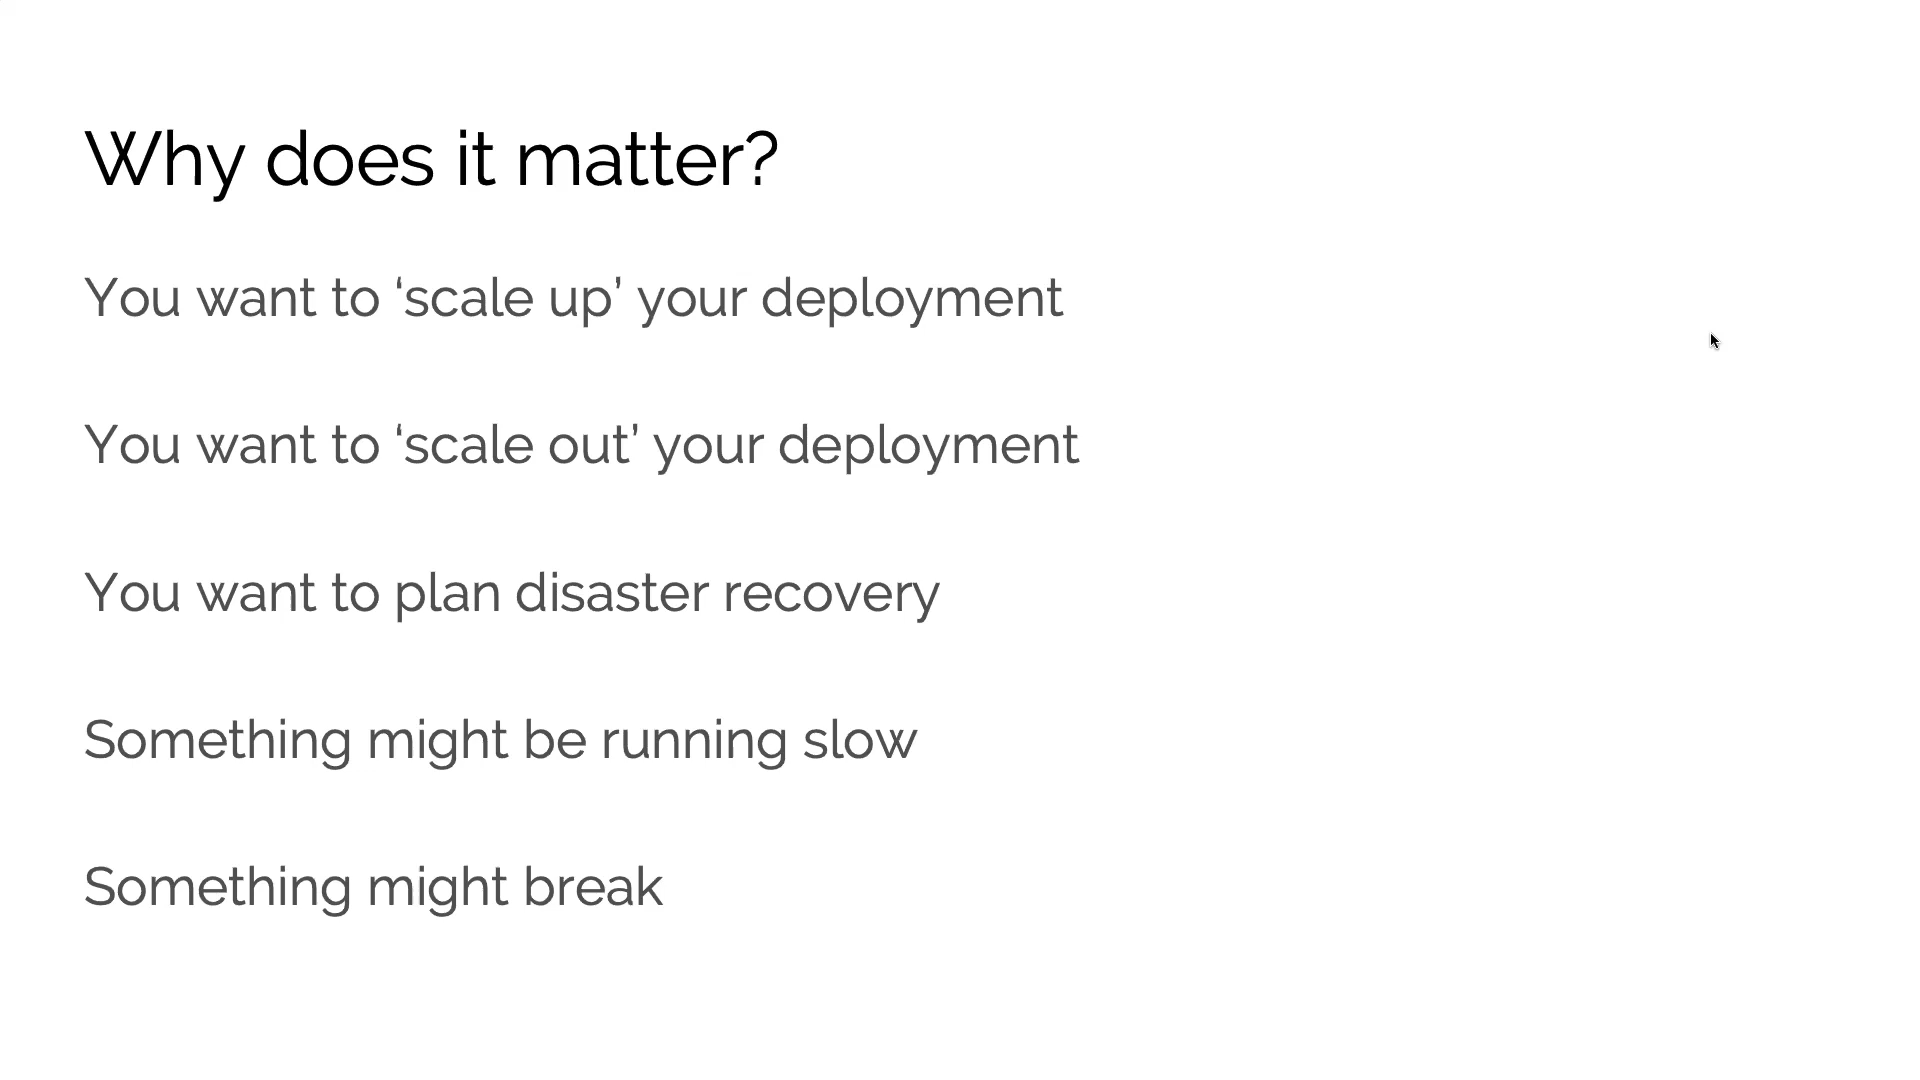 Why does it matter?
You want to ‘scale up’ your deployment
You want to ‘scale out’ your deployment
You want to plan disaster recovery
Something might be running slow
Something might break